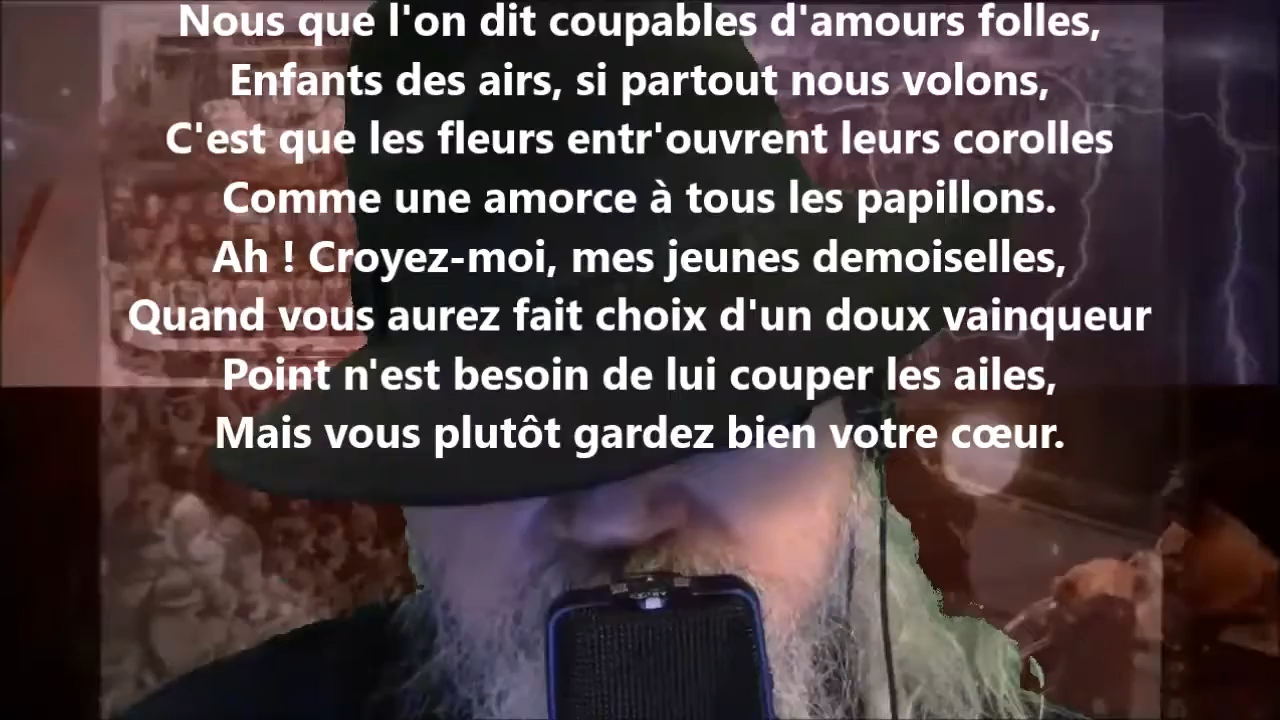 Nous que l'on dit coupables d'amours folles,
Enfants des airs, si partout nous volons,
C'est que les fleurs entr'ouvrent leurs corolles
Comme une amorce à tous les papillons.
Ah ! Croyez-moi, mes jeunes demoiselles,
Quand vous aurez fait choix d'un doux vainqueur
Point n'est besoin de lui couper les ailes,
Mais vous plutôt gardez bien votre cœur.